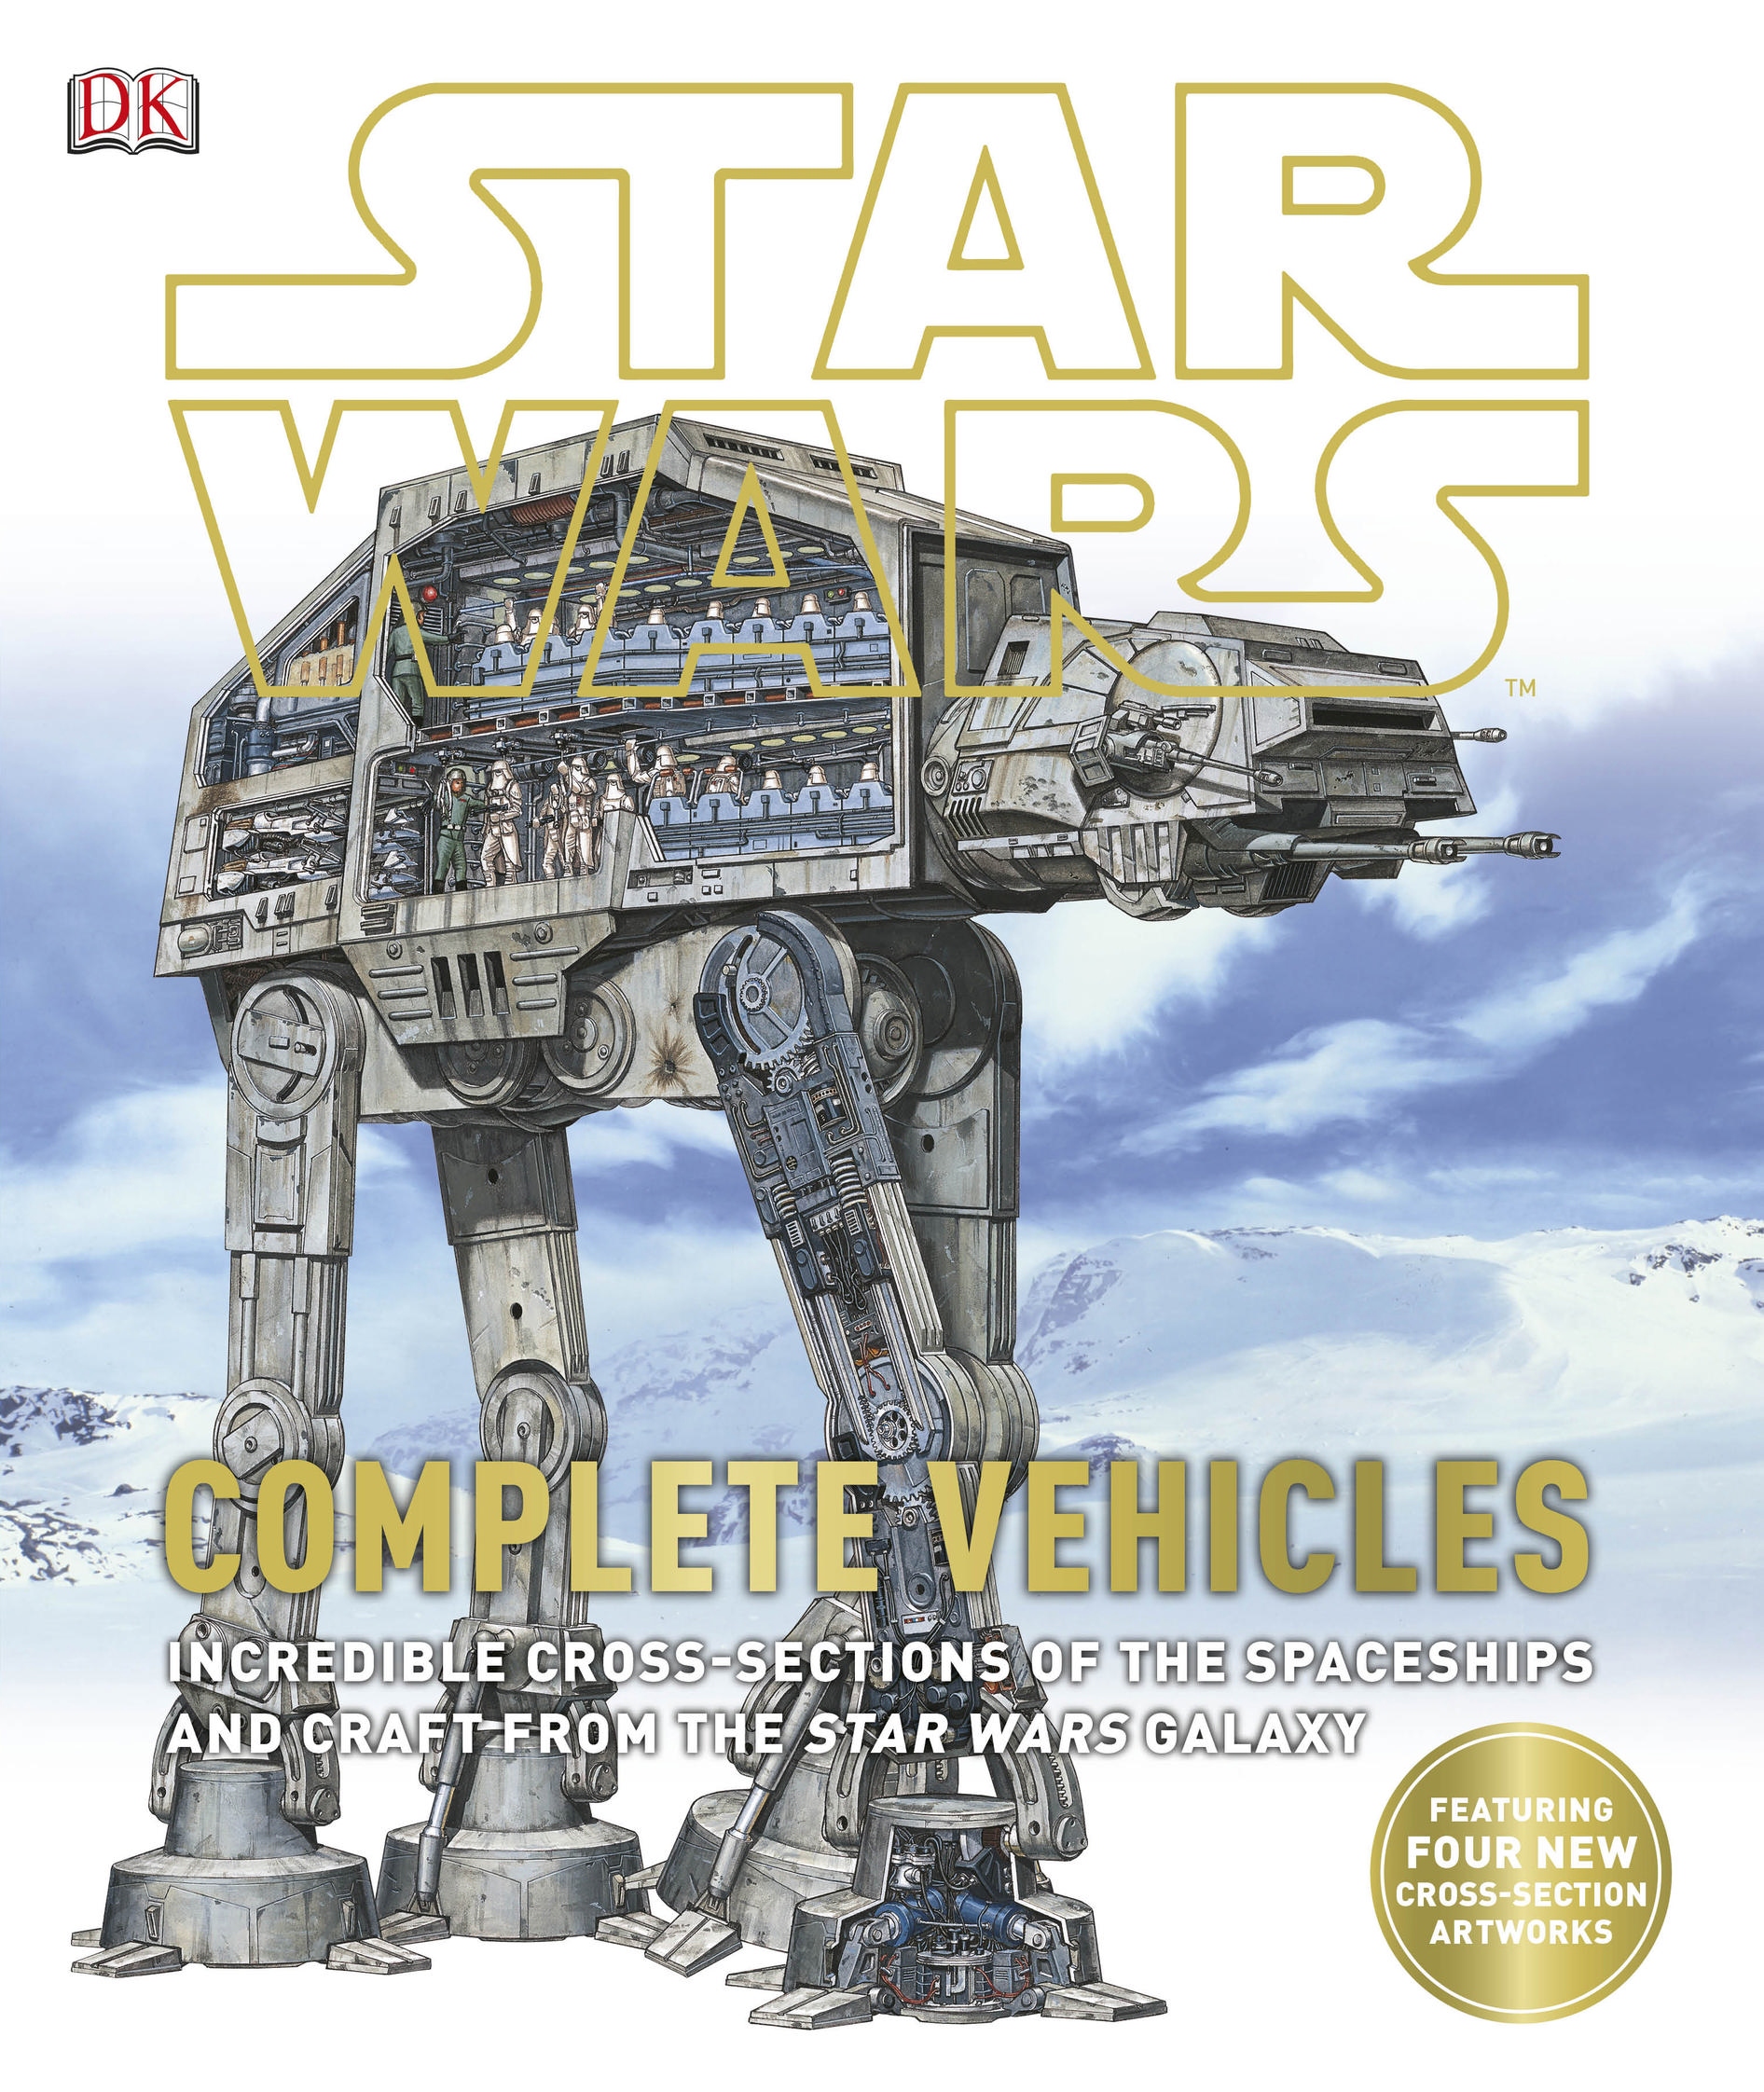 DK
STAR
WARS
TM
COMPLETE VEHICLES
INCREDIBLE CROSS-SECTIONS OF THE SPACESHIPS
AND CRAFT FROM THE STAR WARS GALAXY
FEATURING
FOUR NEW
CROSS-SECTION
ARTWORKS